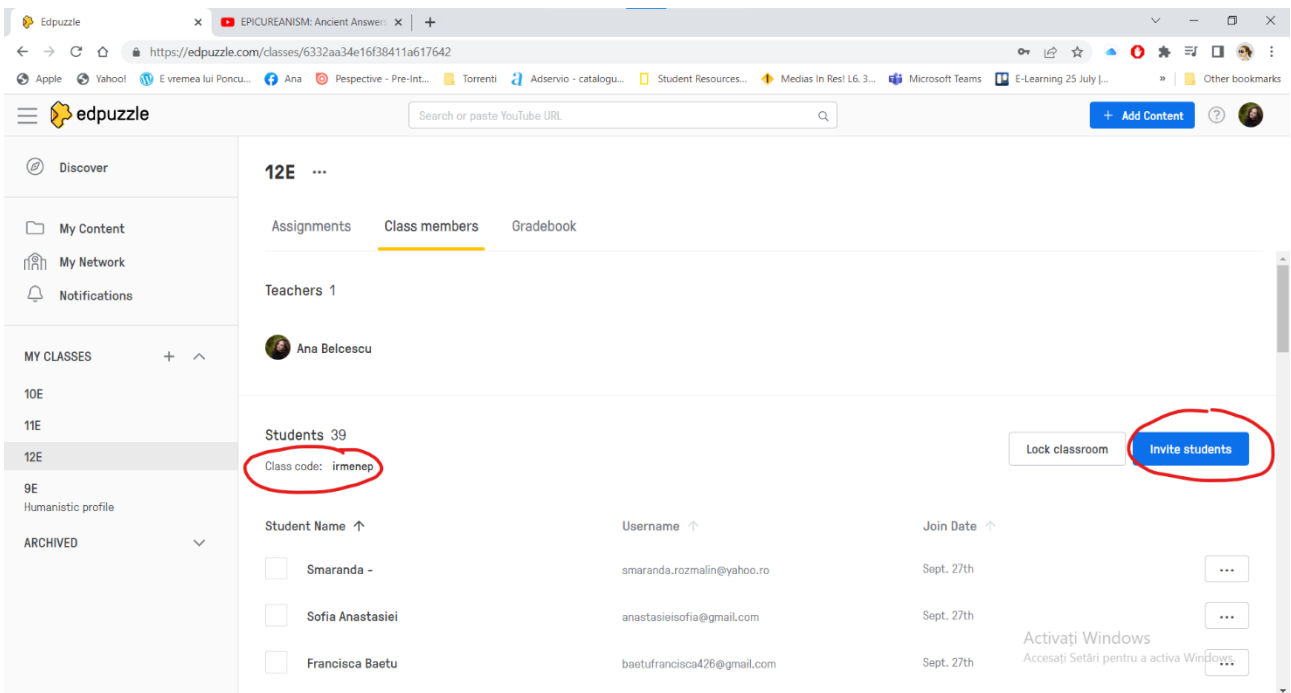 Edpuzzle
EPICUREANISM: Ancient Answers
https://edpuzzle.com/classes/6332aa34e16f38411a617642
Apple
Yahoo!
E vremea lui Poncu...
Ana
Pespective - Pre-Int...
Torrenti
Adservio - catalogu...
Student Resources...
Medias In Res! L6. 3...
Microsoft Teams
E-Learning 25 July |...
»
Other bookmarks
edpuzzle
Search or paste YouTube URL
+ Add Content
?
Discover
My Content
My Network
Notifications
MY CLASSES
10E
11E
12E
9E
Humanistic profile
ARCHIVED
12E ...
Assignments
Class members
Gradebook
Teachers 1
Ana Belcescu
Students 39
Class code: irmenep
Lock classroom
Invite students
Student Name ↑
Username ↑
Join Date ↑
Smaranda - smaranda.rozmalin@yahoo.ro Sept. 27th ...
Sofia Anastasiei anastasieisofia@gmail.com Sept. 27th ...
Francisca Baetu baetufrancisca426@gmail.com Sept. 27th ...
Activați Windows
Accesați Setări pentru a activa Windows.